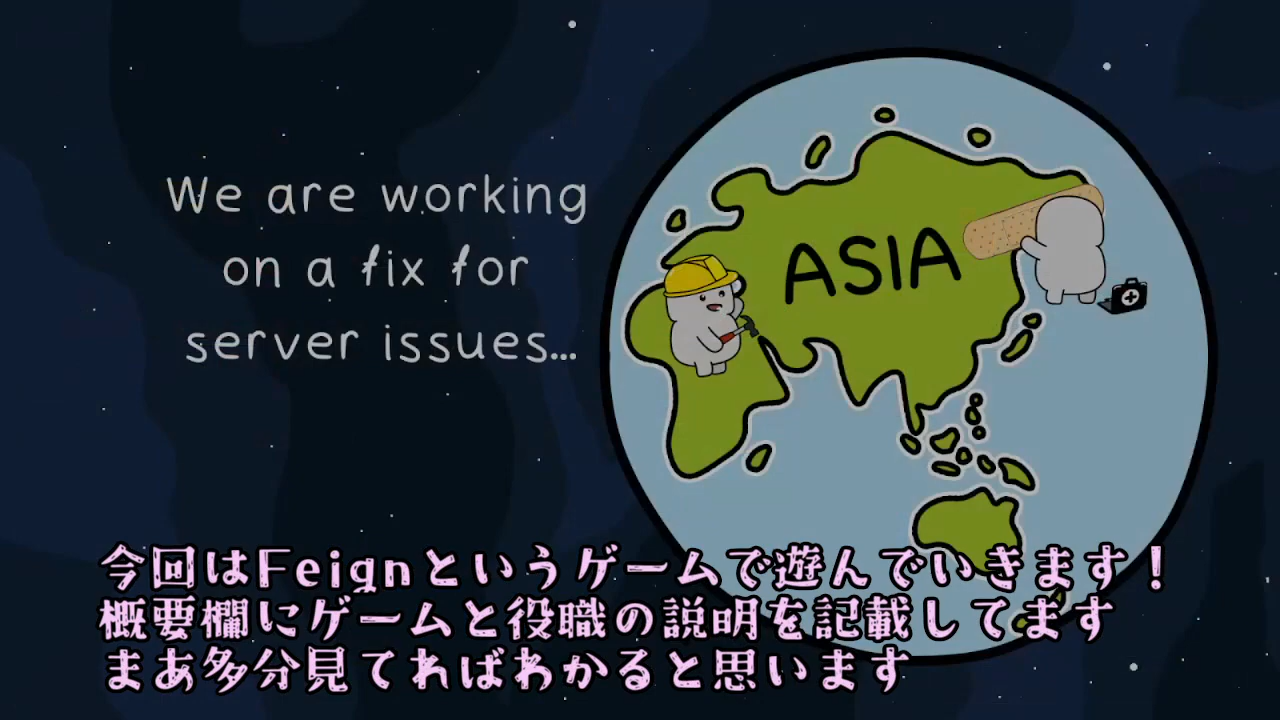 We are working
on a fix for
server issues...
ASIA
今回はFeignというゲームで遊んでいきます！
概要欄にゲームと役職の説明を記載してます
まあ多分見てればわかると思います